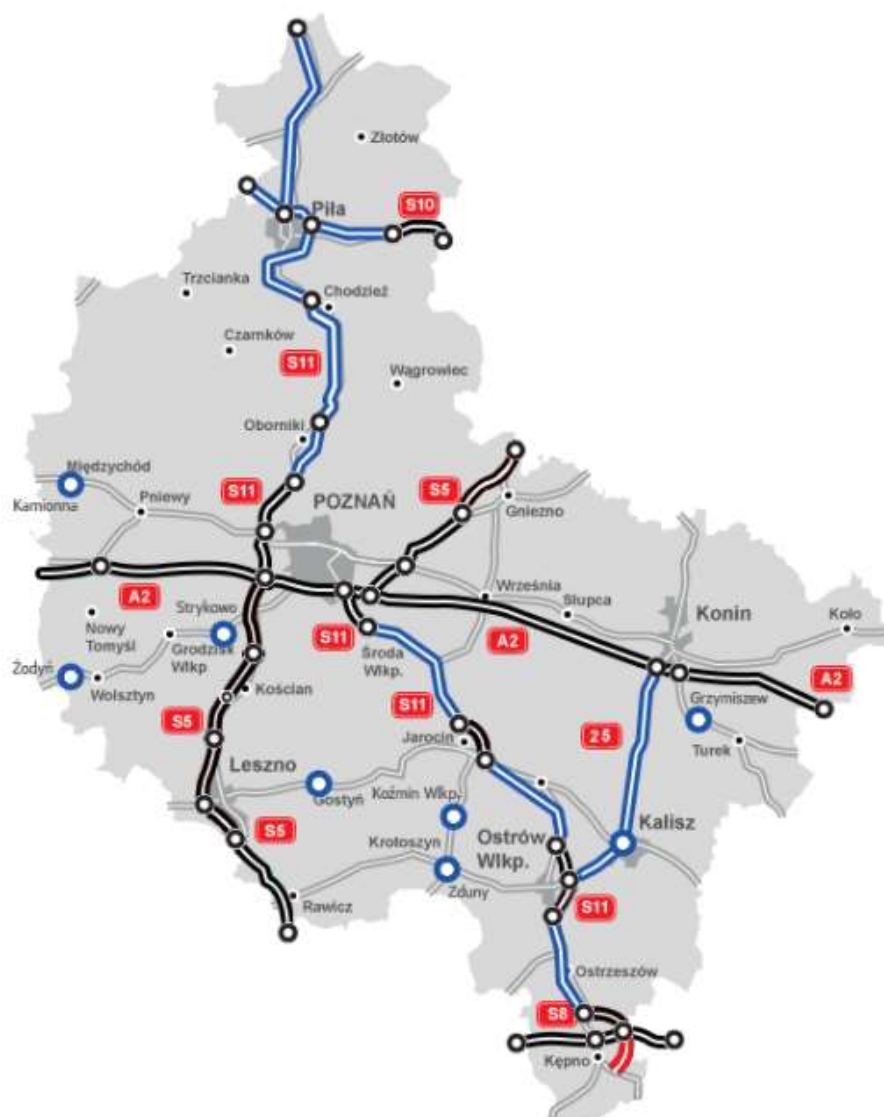 Złotów
S10
Piła
Trzcianka
Chodzież
Czarnków
S11
Wągrowiec
Oborniki
Międzychód
S11
S5
POZNAŃ
Kamionna
Pniewy
Gniezno
A2
Strykowo
Września
Słupca
Konin
Koło
Nowy
Tomyśl
S11
A2
Grodzisk
Wlkp
Środa
Wlkp.
Żodyń
Wolsztyn
Kościan
A2
Grzymiszew
S11
S5
Jarocin
25
Turek
Leszno
Gostyń
Koźmin Wlkp.
Kalisz
S5
Krotoszyn
Ostrów
Wlkp.
Zduny
Rawicz
S11
Ostrzeszów
S8
Kępno